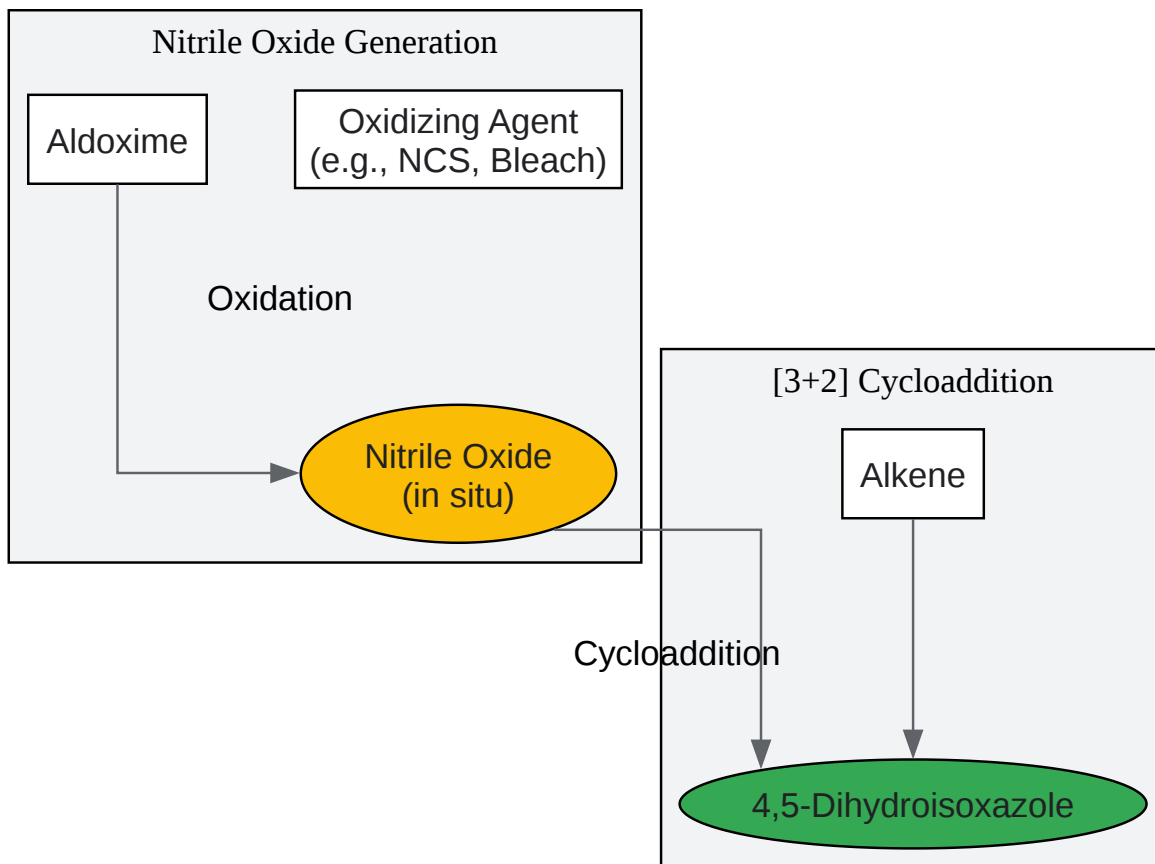 Nitrile Oxide Generation
Aldoxime
Oxidizing Agent
(e.g., NCS, Bleach)
Oxidation
Nitrile Oxide
(in situ)
[3+2] Cycloaddition
Alkene
Cycloaddition
4,5-Dihydroisoxazole